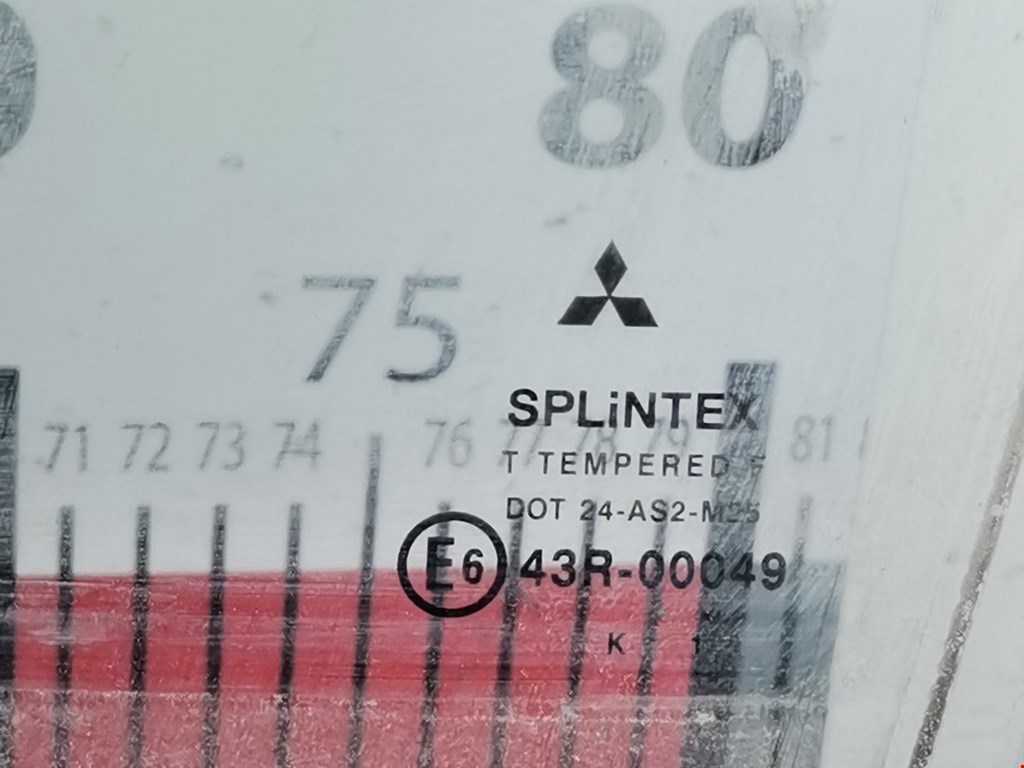 80
75
SPLiNTEX
71 72 73 74 76 77 78 79 81
T TEMPERED F
DOT 24-AS2-M25
E6 43R-00049
K 1